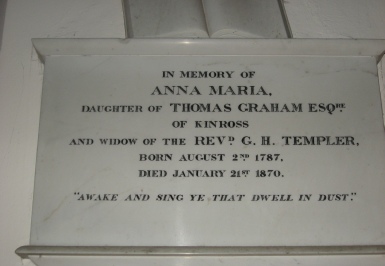 IN MEMORY OF
ANNA MARIA,
DAUGHTER OF THOMAS GRAHAM ESQRE
OF KINROSS
AND WIDOW OF THE REVD G. H. TEMPLER,
BORN AUGUST 2ND 1787,
DIED JANUARY 21ST 1870.
"AWAKE AND SING YE THAT DWELL IN DUST."